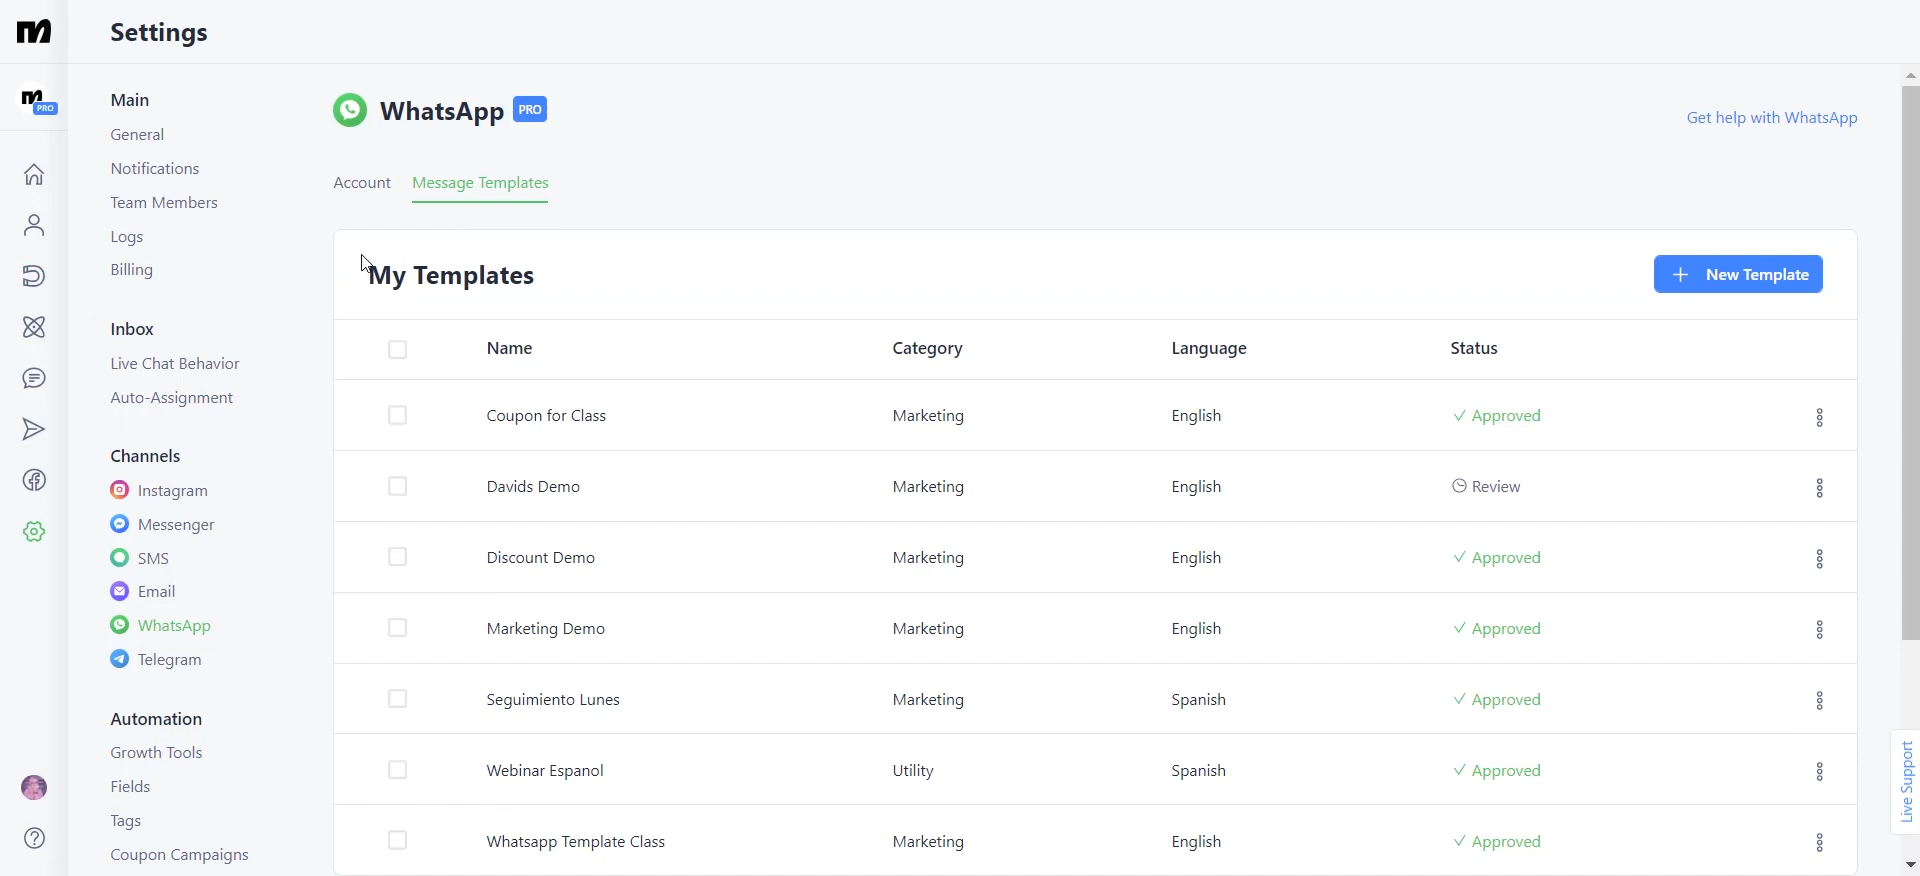 Settings
PRO
Main
General
Notifications
Team Members
Logs
Billing
Inbox
Live Chat Behavior
Auto-Assignment
Channels
Instagram
Messenger
SMS
Email
WhatsApp
Telegram
Automation
Growth Tools
Fields
Tags
Coupon Campaigns
WhatsApp PRO
Get help with WhatsApp
Account Message Templates
My Templates
+ New Template
Name Category Language Status
Coupon for Class Marketing English Approved
Davids Demo Marketing English Review
Discount Demo Marketing English Approved
Marketing Demo Marketing English Approved
Seguimiento Lunes Marketing Spanish Approved
Webinar Espanol Utility Spanish Approved
Whatsapp Template Class Marketing English Approved
Live Support